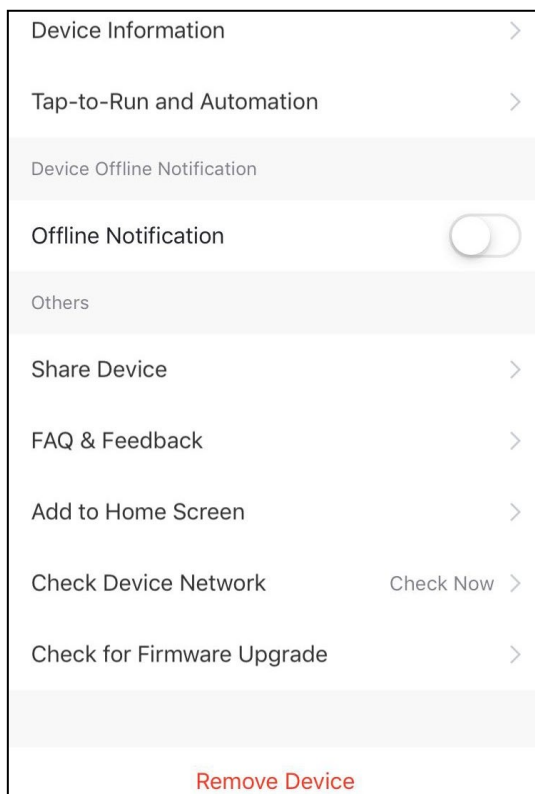 Device Information
Tap-to-Run and Automation
Device Offline Notification
Offline Notification
Others
Share Device
FAQ & Feedback
Add to Home Screen
Check Device Network Check Now
Check for Firmware Upgrade
Remove Device